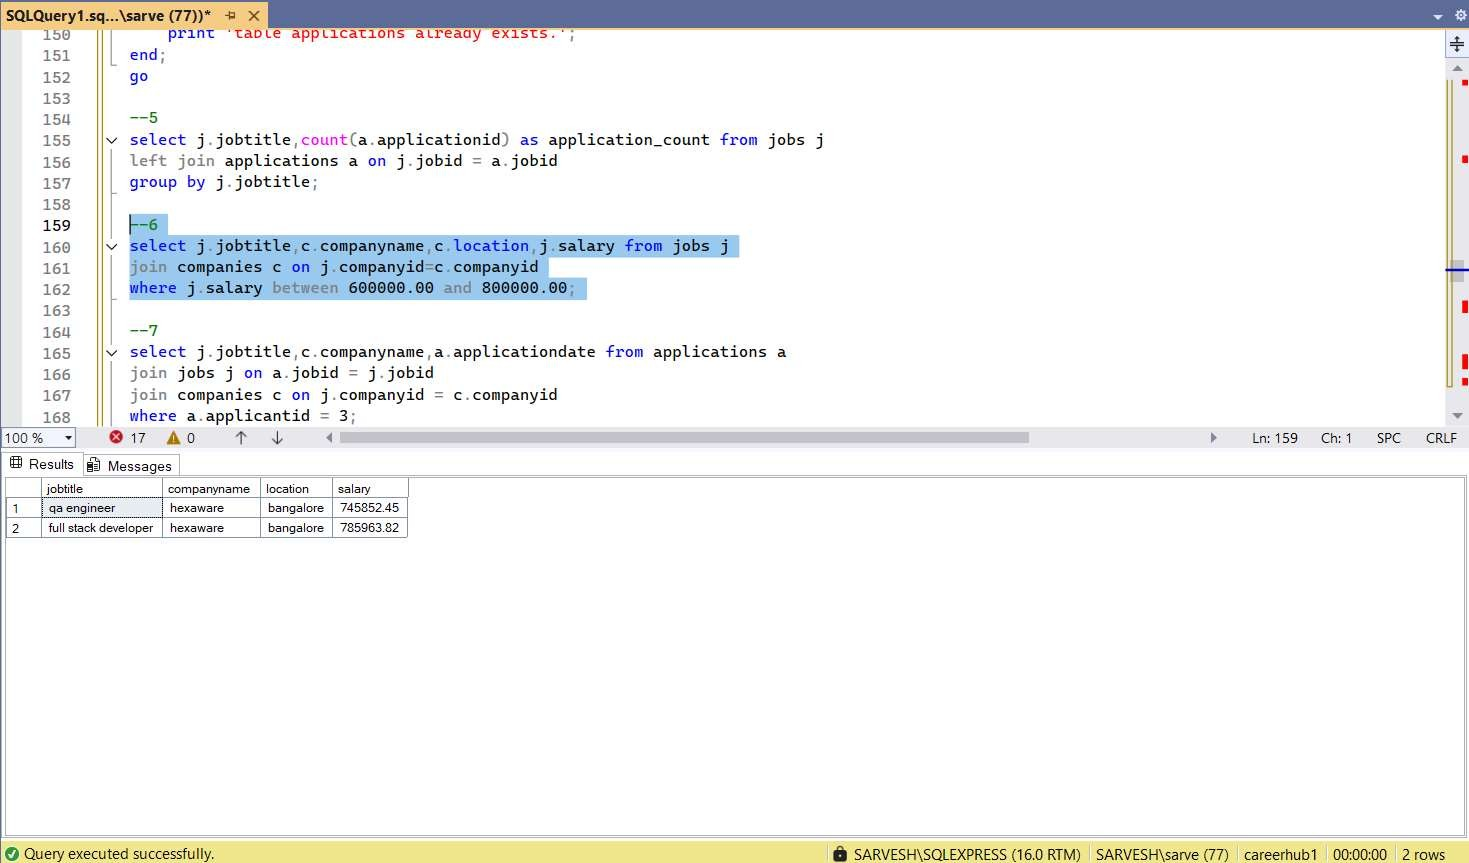 SQLQuery1.sq...\sarve (77))*
150 print 'table applications already exists.';
151 end;
152 go
153
154 --5
155 select j.jobtitle,count(a.applicationid) as application_count from jobs j
156 left join applications a on j.jobid = a.jobid
157 group by j.jobtitle;
158
159 --6
160 select j.jobtitle,c.companyname,c.location,j.salary from jobs j
161 join companies c on j.companyid=c.companyid
162 where j.salary between 600000.00 and 800000.00;
163
164 --7
165 select j.jobtitle,c.companyname,a.applicationdate from applications a
166 join jobs j on a.jobid = j.jobid
167 join companies c on j.companyid = c.companyid
168 where a.applicantid = 3;
100 % 17 0 Ln: 159 Ch: 1 SPC CRLF
Results Messages
jobtitle companyname location salary
1 qa engineer hexaware bangalore 745852.45
2 full stack developer hexaware bangalore 785963.82
Query executed successfully. SARVESH\SQLEXPRESS (16.0 RTM) SARVESH\sarve (77) careerhub1 00:00:00 2 rows